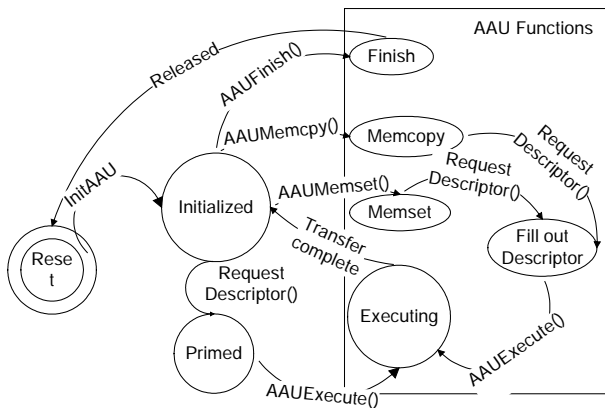 AAU Functions
Released
Finish
AAUFinish()
AAUMemcpy()
Memcopy
Request
Descriptor()
Request
Descriptor()
InitAAU
Initialized
AAUMemset()
Memset
Transfer
complete
Fill out
Descriptor
Rese
t
Request
Descriptor()
Executing
Primed
AAUExecute()
AAUExecute()